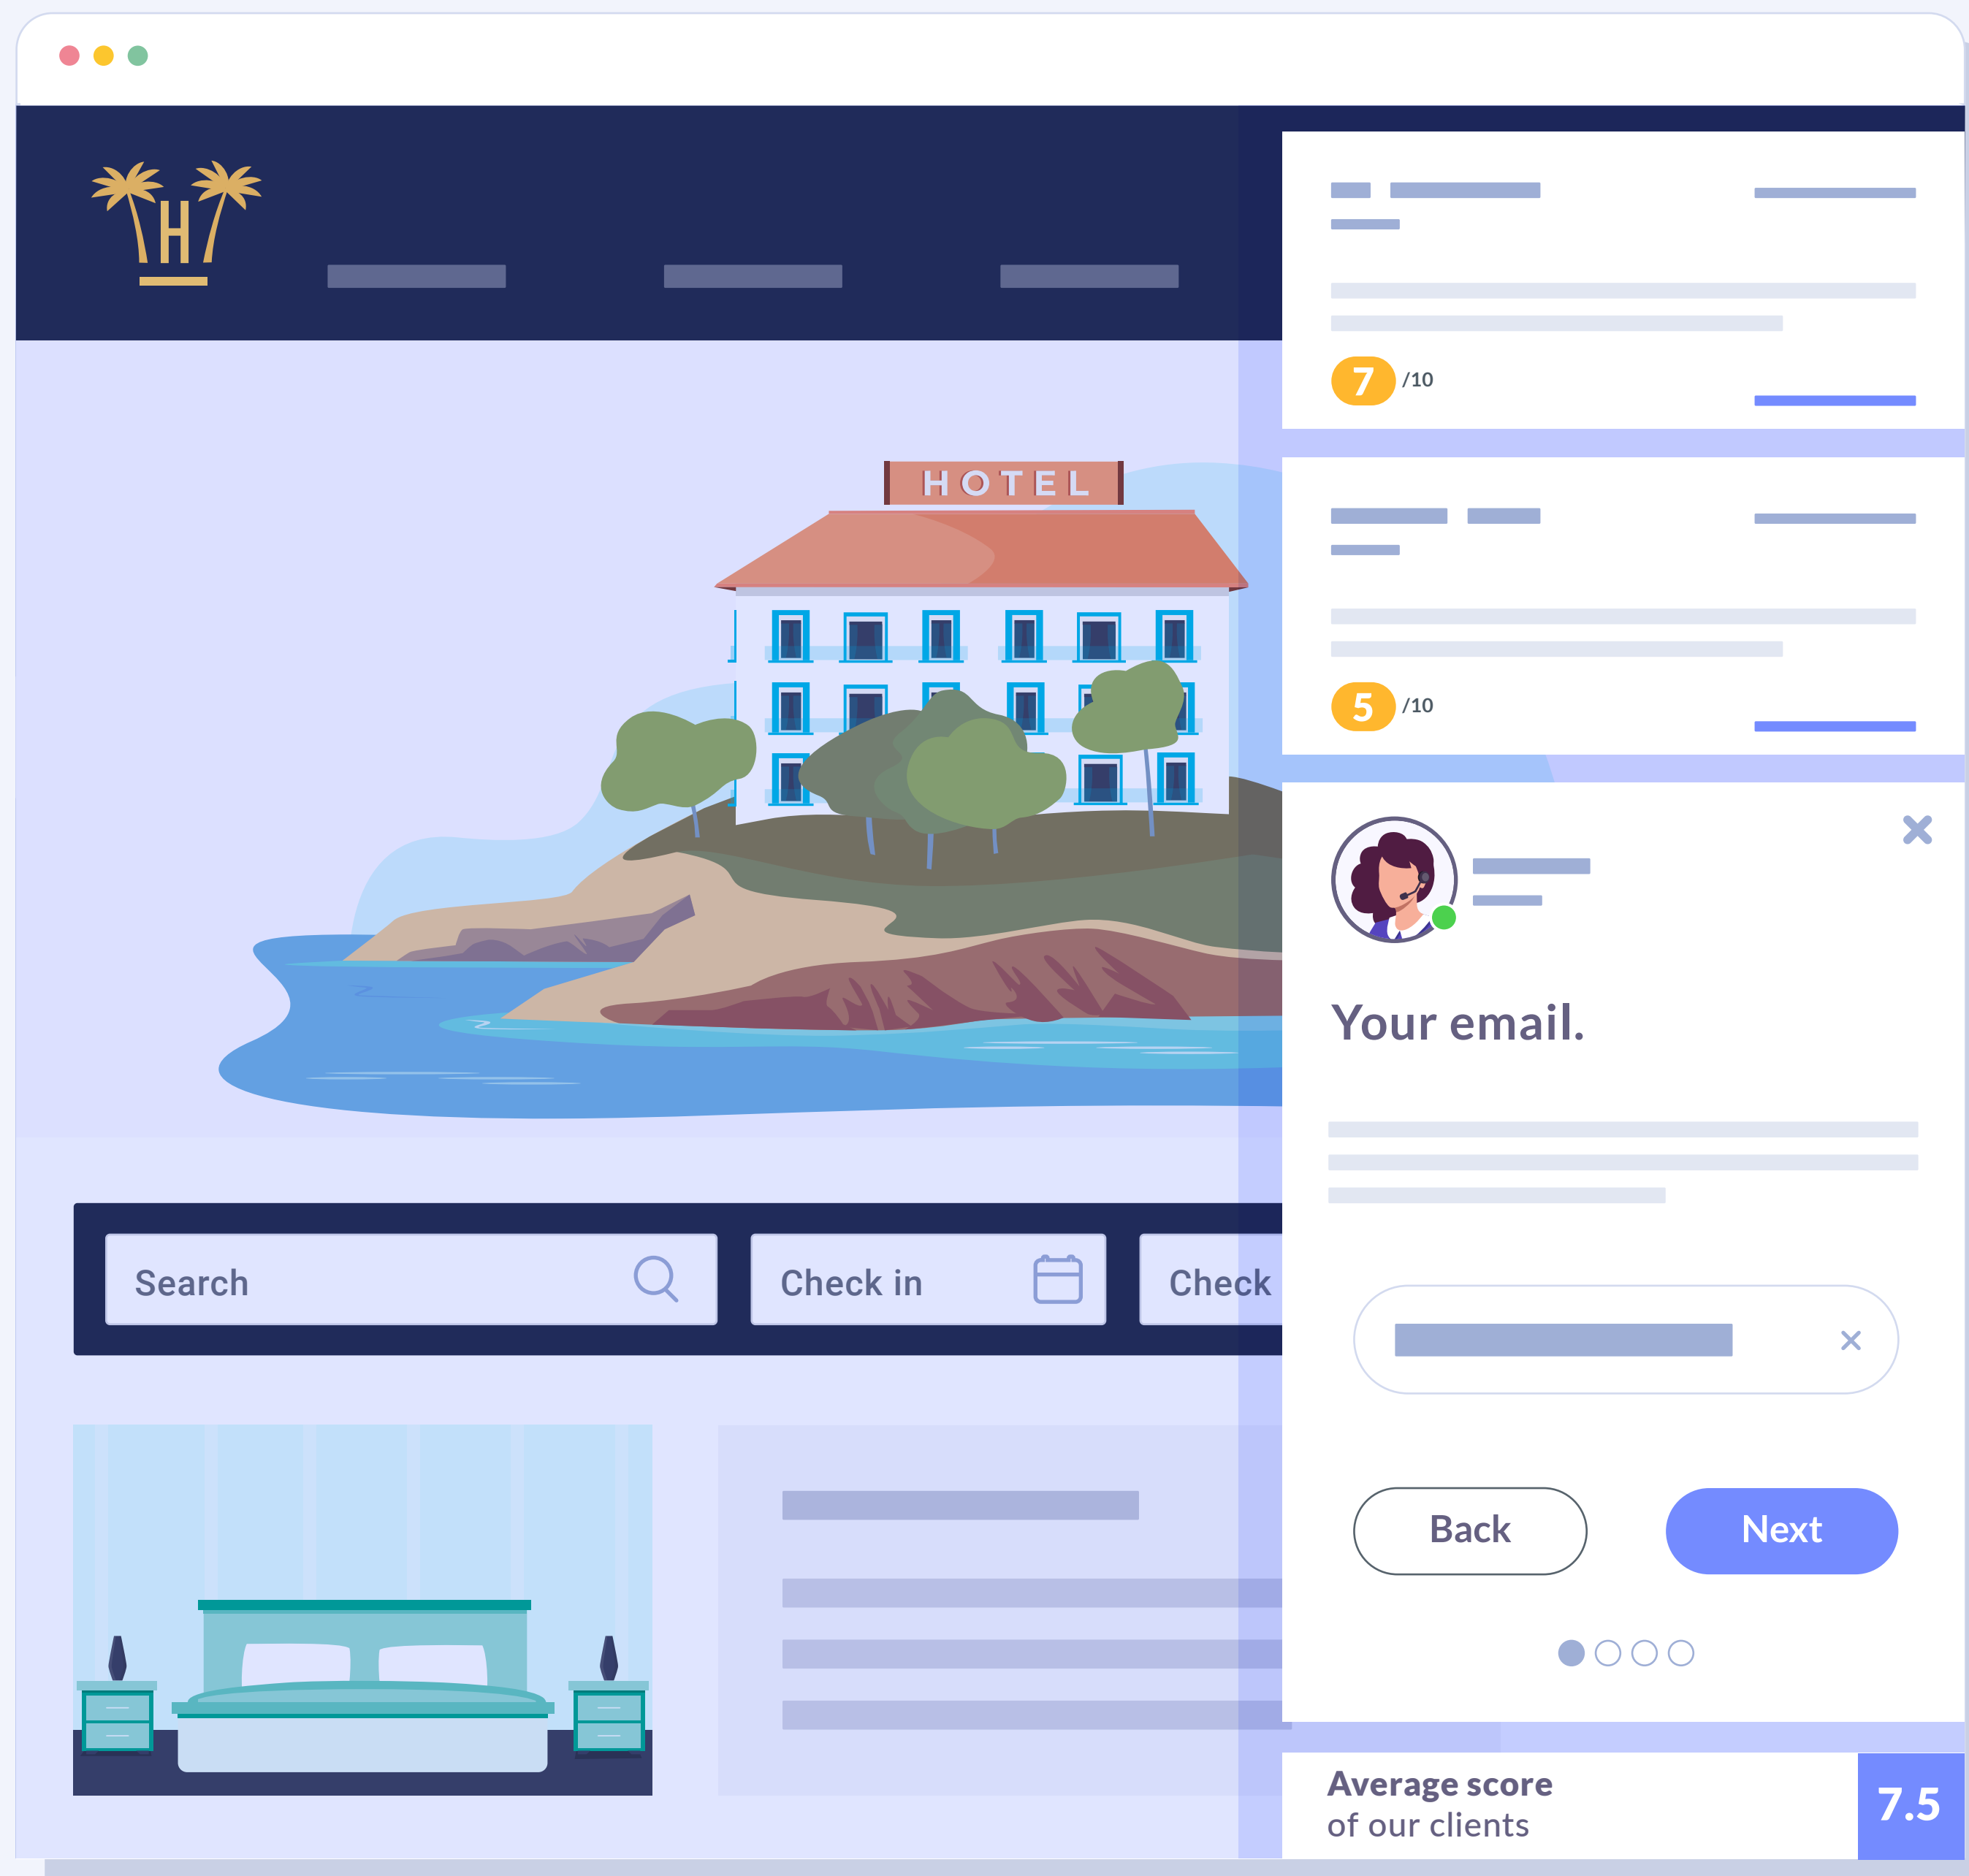 H
7 /10
HOTEL
5 /10
Your email.
Search
Check in
Check
Back
Next
Average score
of our clients
7.5